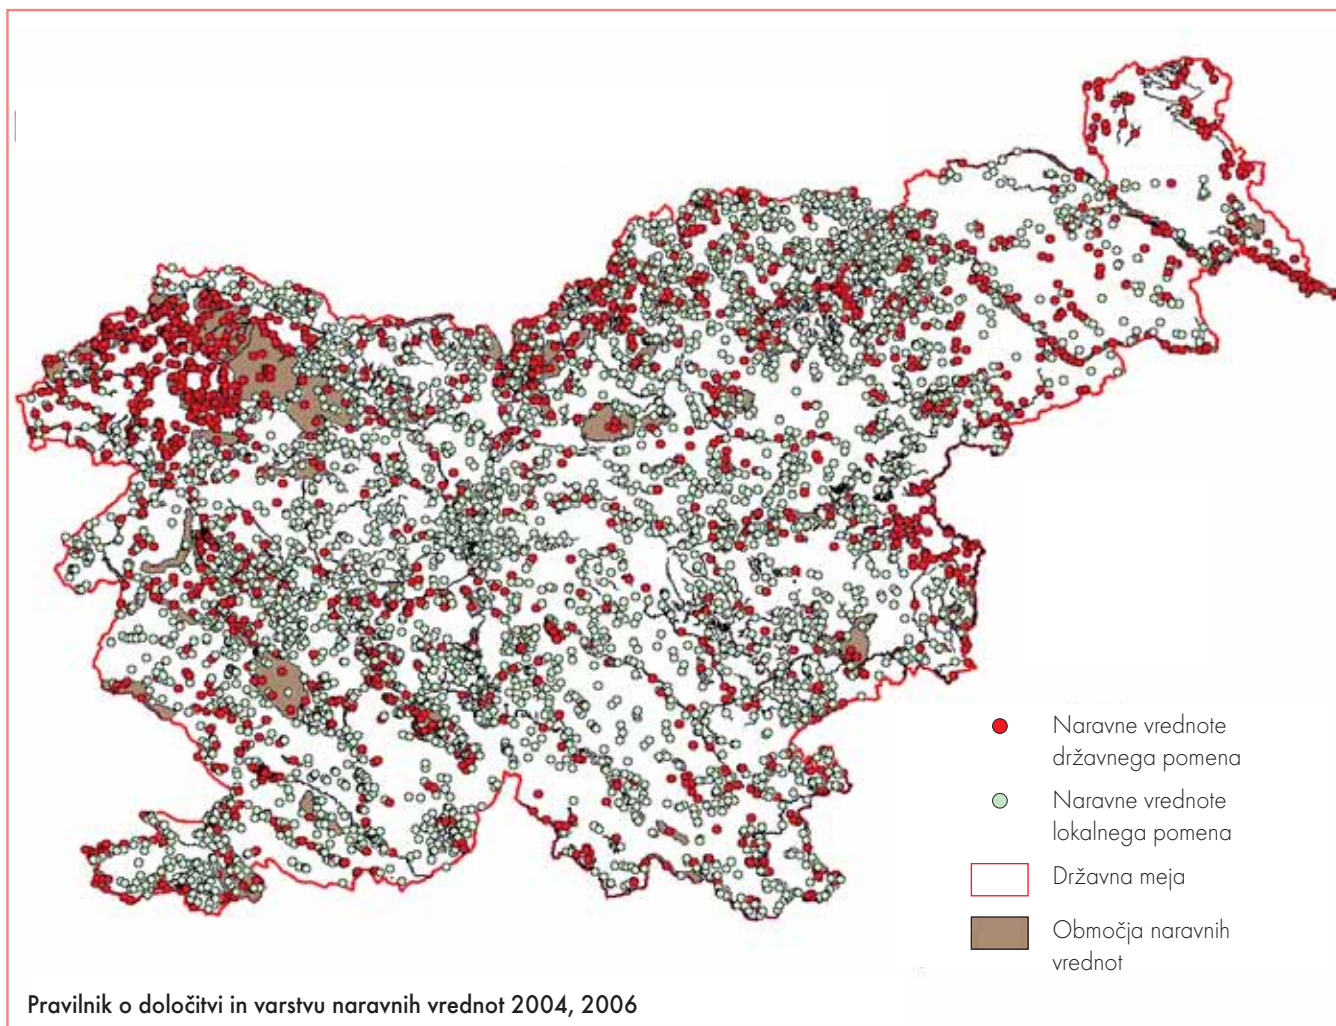 Naravne vrednote
državnega pomena
Naravne vrednote
lokalnega pomena
Državna meja
Območja naravnih
vrednot
Pravilnik o določitvi in varstvu naravnih vrednot 2004, 2006